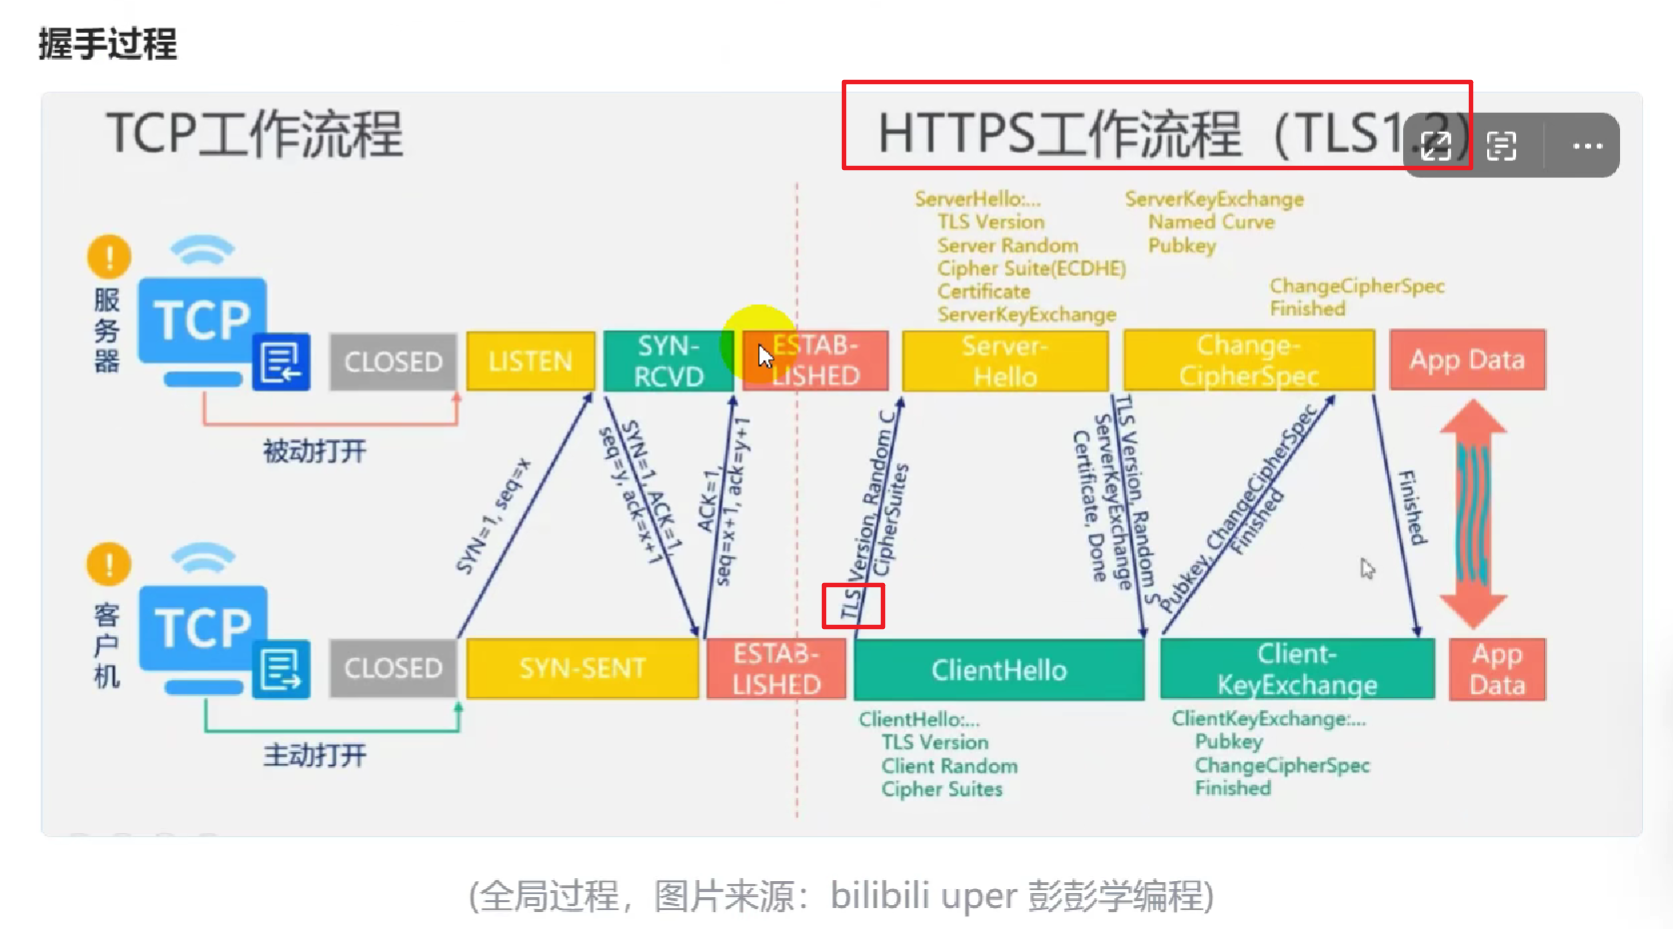 握手过程
TCP工作流程
HTTPS工作流程（TLS1.2）
ServerHello:...
TLS Version
Server Random
Cipher Suite(ECDHE)
Certificate
ServerKeyExchange
ServerKeyExchange
Named Curve
Pubkey
ChangeCipherSpec
Finished
服务器
TCP
CLOSED
LISTEN
SYN-
RCVD
ESTAB-
LISHED
Server-
Hello
Change-
CipherSpec
App Data
被动打开
SYN=1, seq=x
SYN=1, ACK=1,
seq=y, ack=x+1
ACK=1,
seq=x+1, ack=y+1
TLS Version, Random C
CipherSuites
TLS Version, Random S
ServerKeyExchange
Certificate, Done
Pubkey, ChangeCipherSpec
Finished
Finished
客户机
TCP
CLOSED
SYN-SENT
ESTAB-
LISHED
ClientHello
Client-
KeyExchange
App
Data
主动打开
ClientHello:...
TLS Version
Client Random
Cipher Suites
ClientKeyExchange:...
Pubkey
ChangeCipherSpec
Finished
(全局过程，图片来源：bilibili uper 彭彭学编程)